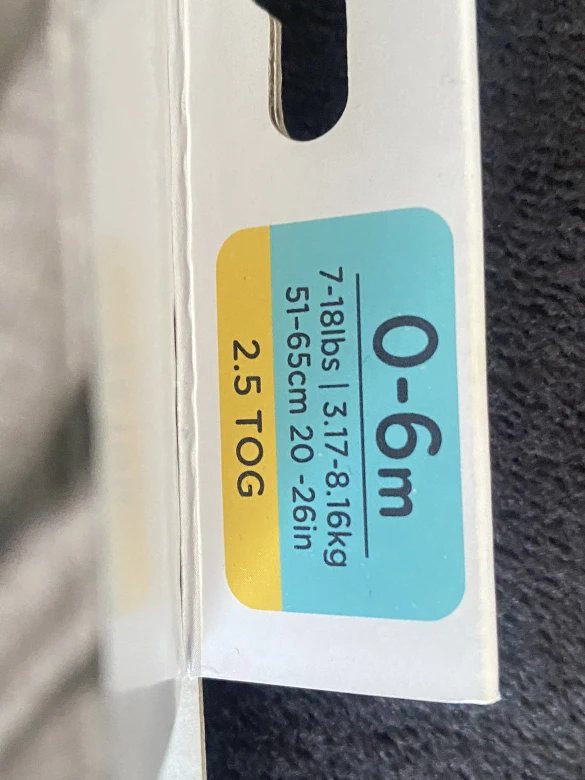 0-6m
7-18lbs | 3.17-8.16kg
51-65cm 20 -26in
2.5 TOG